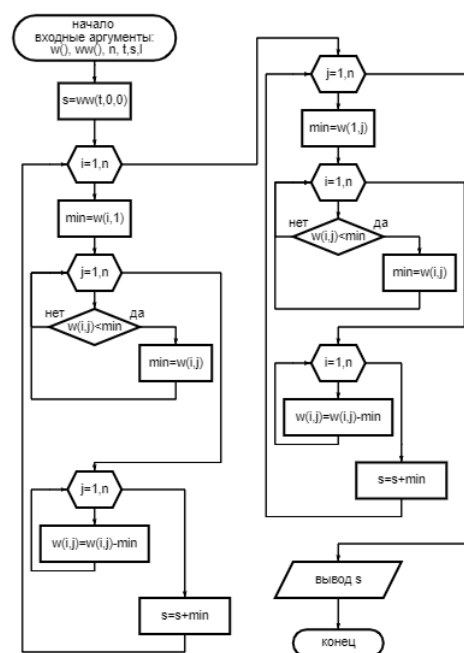 начало
входные аргументы:
w(), ww(), n, t,s,l
s=ww(t,0,0)
i=1,n
min=w(i,1)
j=1,n
нет
да
w(i,j)<min
min=w(i,j)
j=1,n
w(i,j)=w(i,j)-min
s=s+min
j=1,n
min=w(1,j)
i=1,n
нет
да
w(i,j)<min
min=w(i,j)
i=1,n
w(i,j)=w(i,j)-min
s=s+min
вывод s
конец